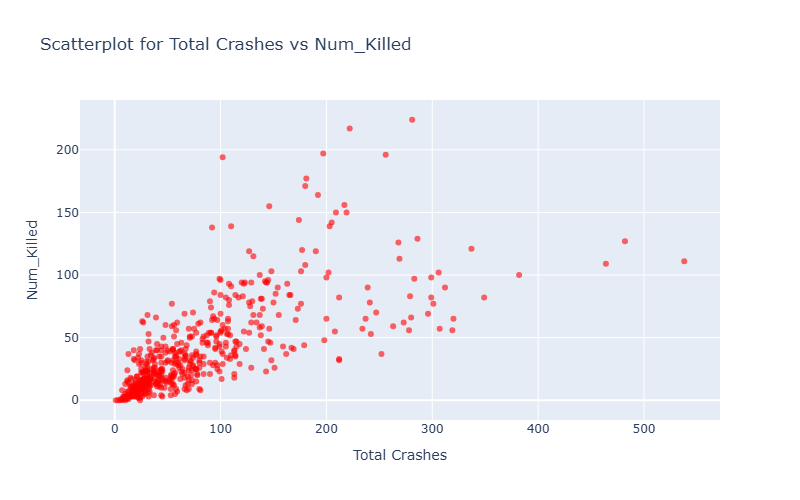 Scatterplot for Total Crashes vs Num_Killed
Num_Killed
200
150
100
50
0
0 100 200 300 400 500
Total Crashes